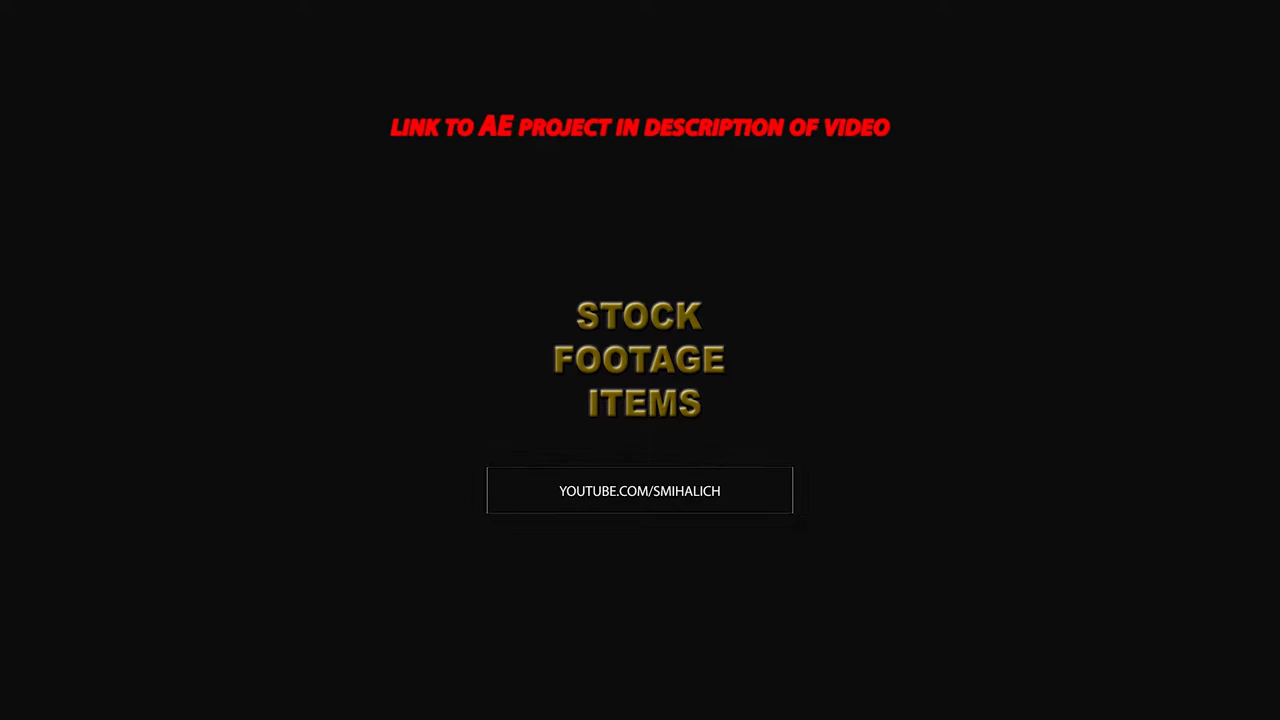 LINK TO AE PROJECT IN DESCRIPTION OF VIDEO
STOCK
FOOTAGE
ITEMS
YOUTUBE.COM/SMIHALICH